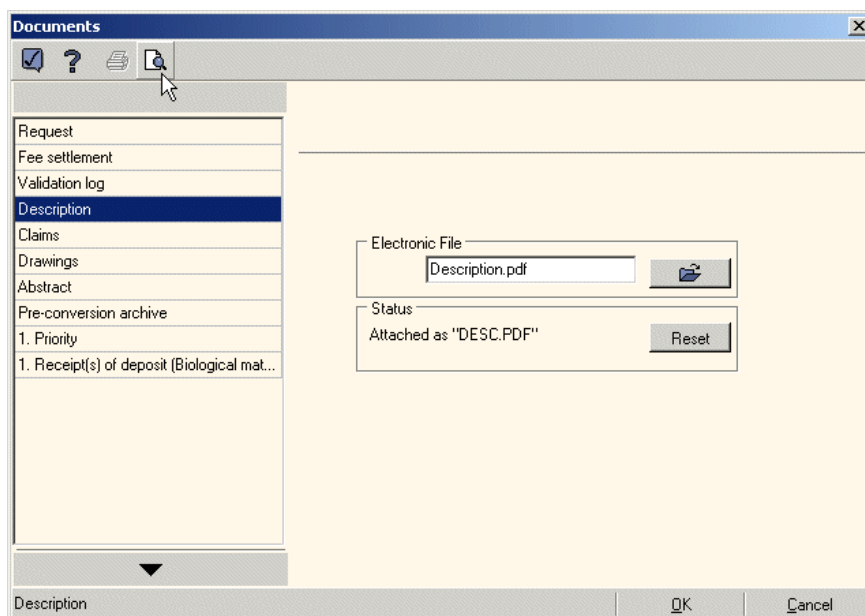 Documents
Request
Fee settlement
Validation log
Description
Claims
Drawings
Abstract
Pre-conversion archive
1. Priority
1. Receipt(s) of deposit (Biological mat...
Electronic File
Description.pdf
Status
Attached as "DESC.PDF"
Reset
Description
OK
Cancel